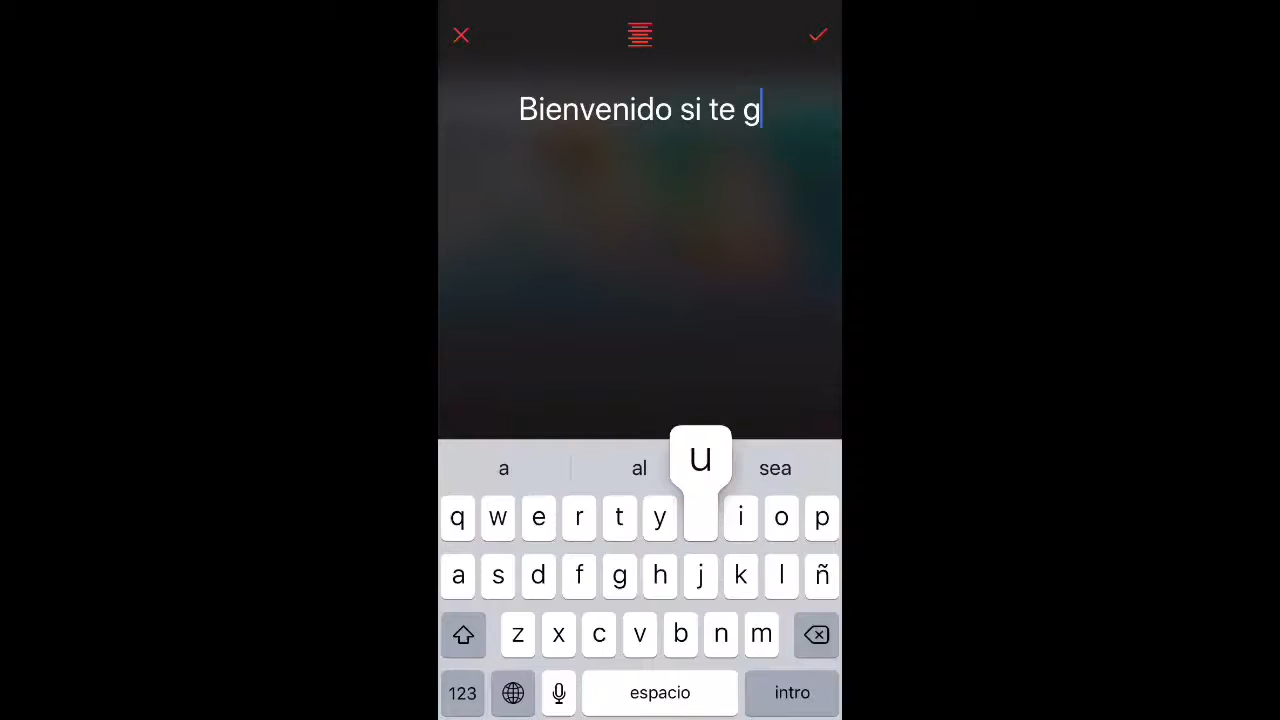 Bienvenido si te g
a al sea
u
q w e r t y i o p
a s d f g h j k l ñ
z x c v b n m
123 espacio intro